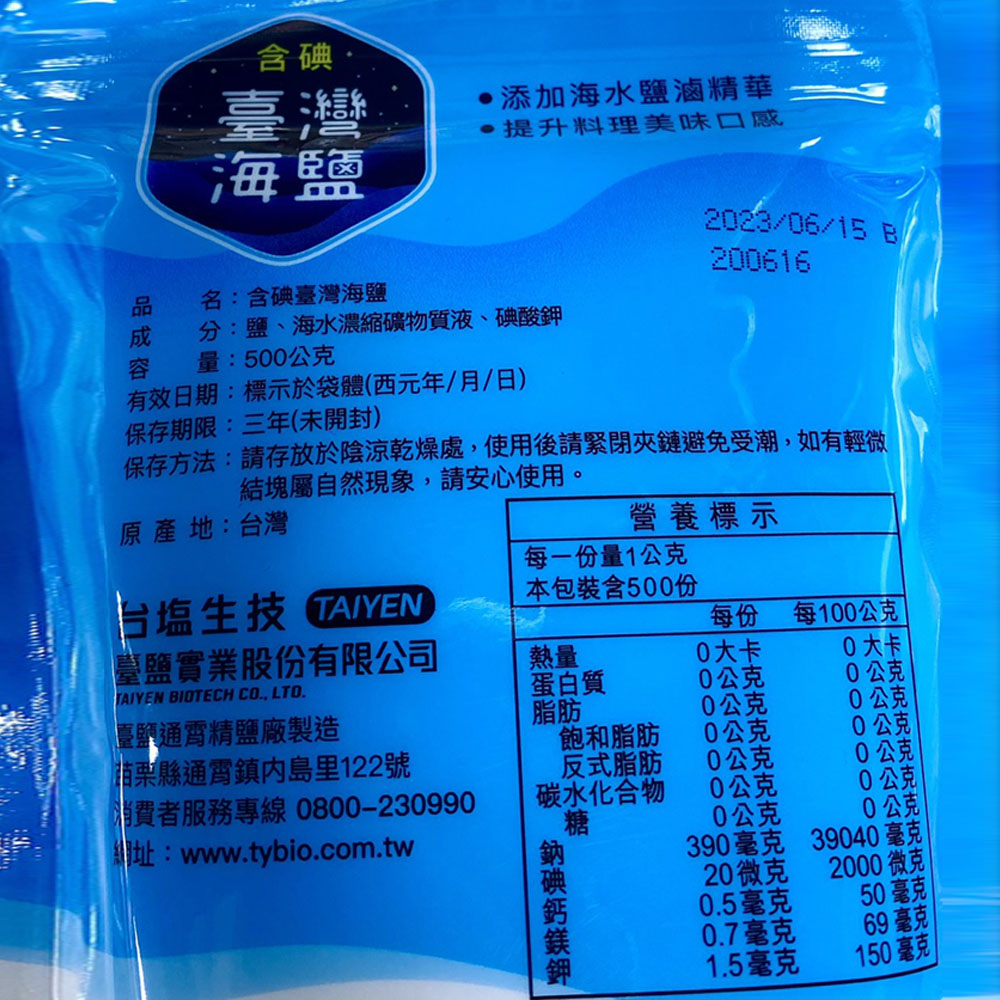 含碘
臺灣
海鹽
•添加海水鹽滷精華
•提升料理美味口感
2023/06/15 B
200616
品名：含碘臺灣海鹽
成分：鹽、海水濃縮礦物質液、碘酸鉀
容量：500公克
有效日期：標示於袋體(西元年/月/日)
保存期限：三年(未開封)
保存方法：請存放於陰涼乾燥處，使用後請緊閉夾鏈避免受潮，如有輕微
結塊屬自然現象，請安心使用。
原產地：台灣
台塩生技 TAIYEN
臺鹽實業股份有限公司
TAIYEN BIOTECH CO., LTD.
臺鹽通霄精鹽廠製造
苗栗縣通霄鎮內島里122號
消費者服務專線 0800-230990
網址：www.tybio.com.tw
營養標示
每一份量1公克
本包裝含500份
每份 每100公克
熱量 0大卡 0大卡
蛋白質 0公克 0公克
脂肪 0公克 0公克
飽和脂肪 0公克 0公克
反式脂肪 0公克 0公克
碳水化合物 0公克 0公克
糖 0公克 0公克
鈉 390毫克 39040毫克
碘 20微克 2000微克
鈣 0.5毫克 50毫克
鎂 0.7毫克 69毫克
鉀 1.5毫克 150毫克